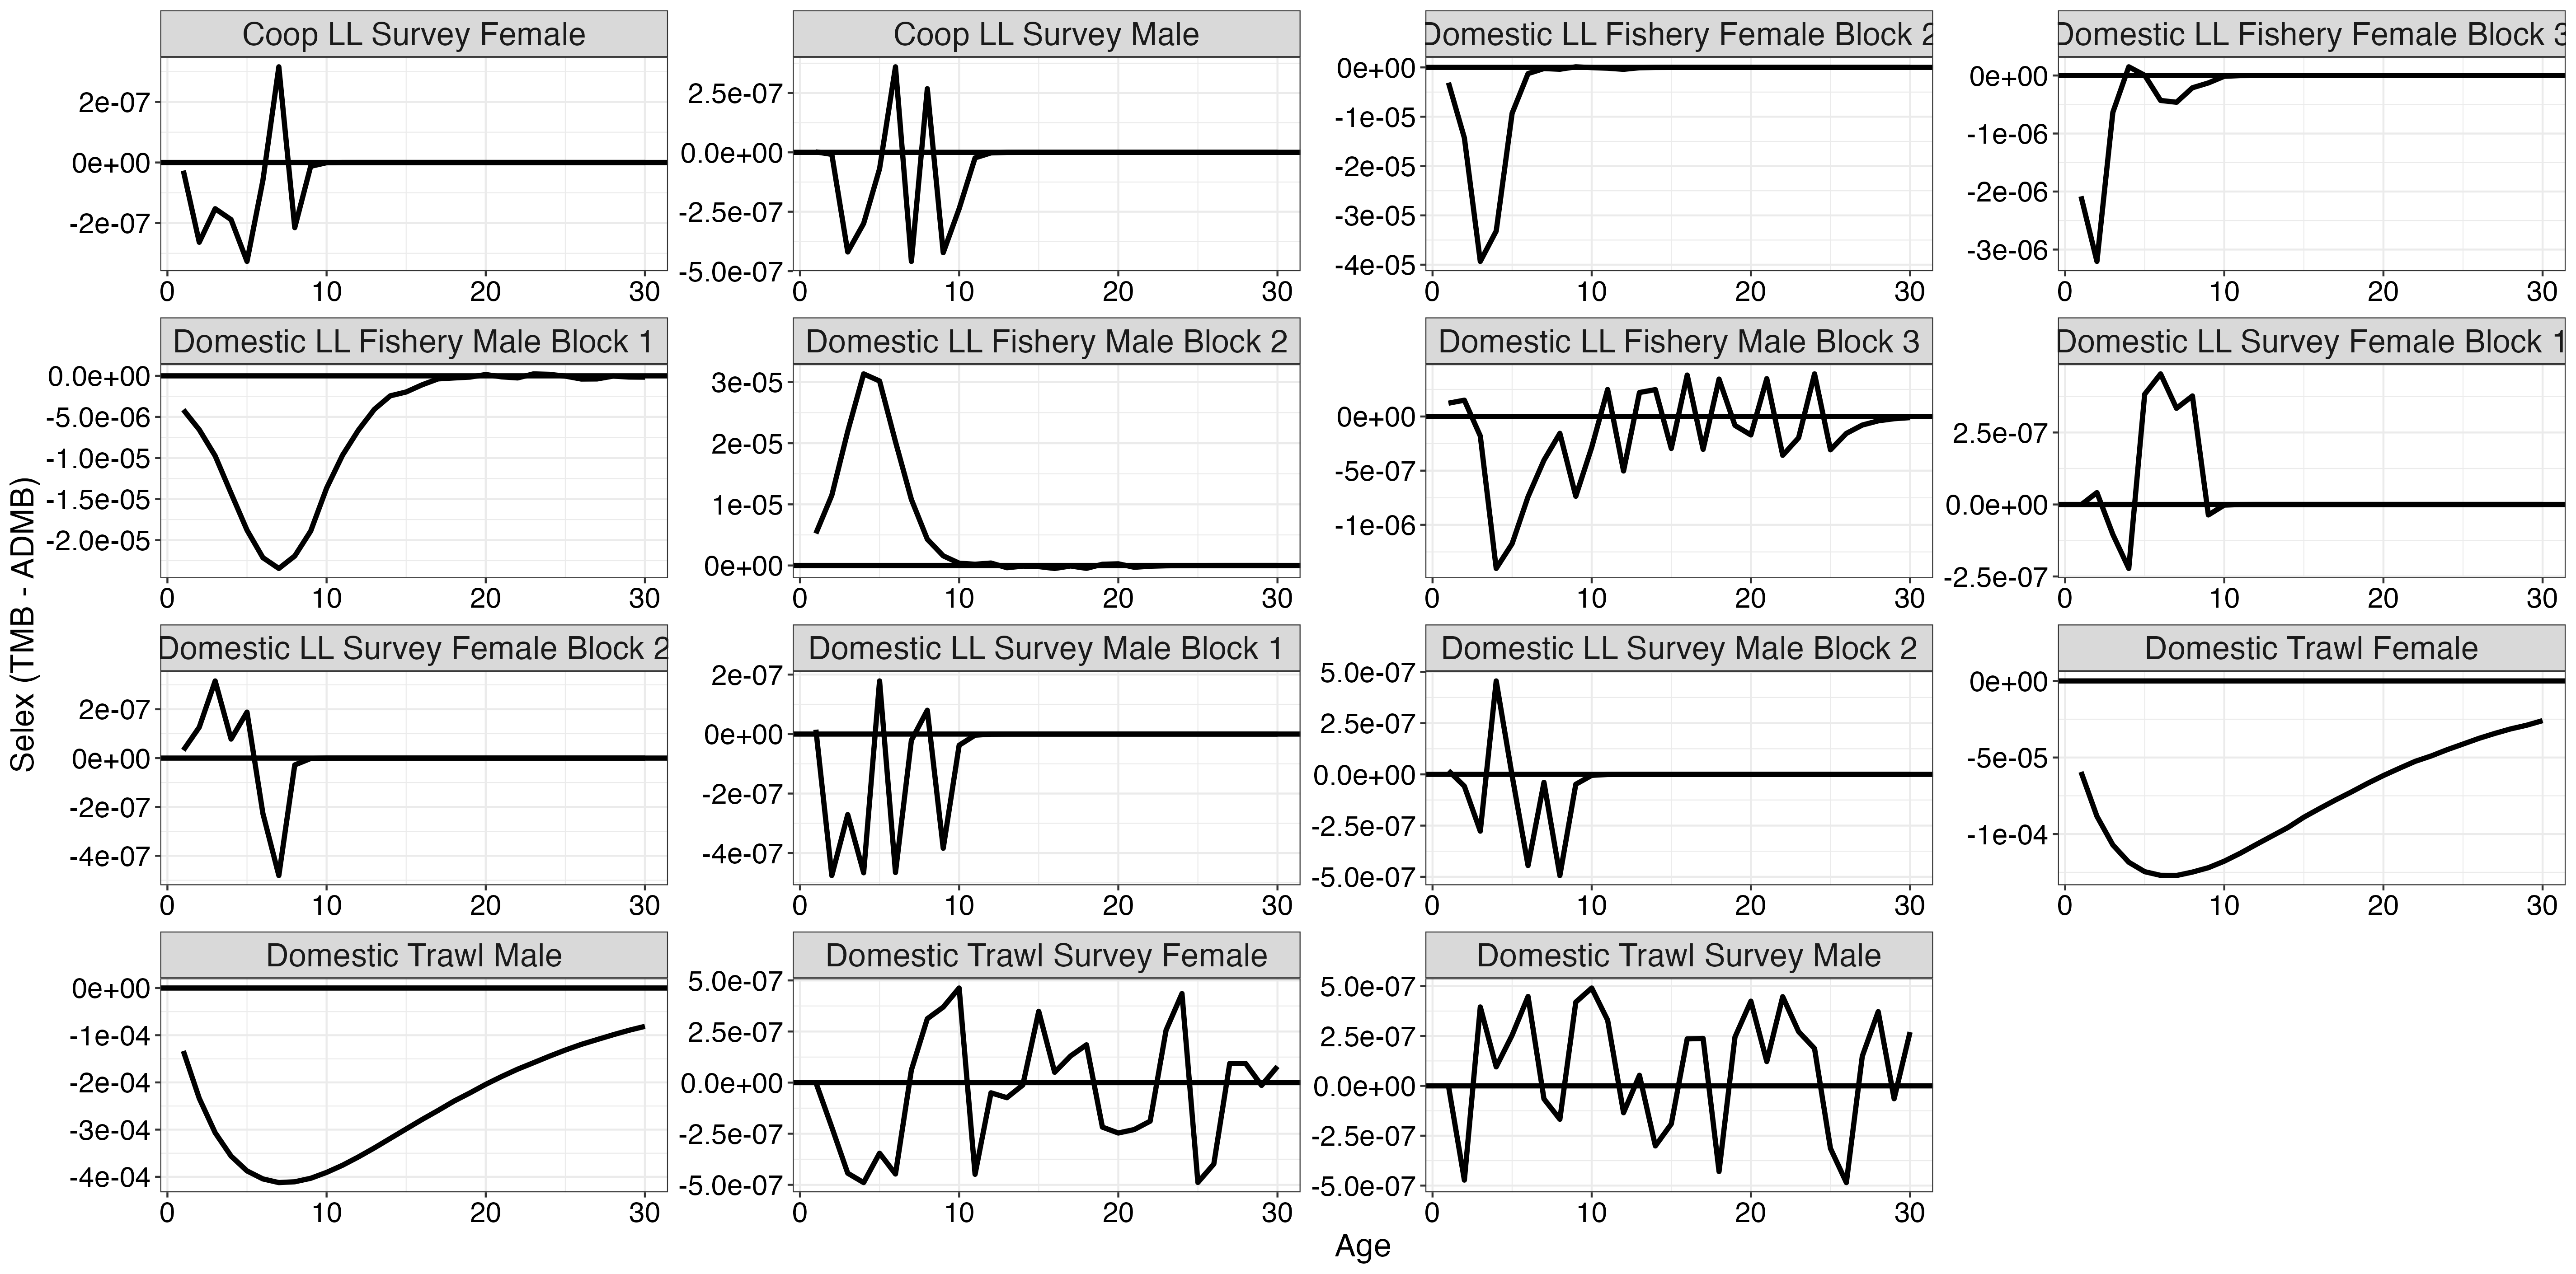 Coop LL Survey Female
Coop LL Survey Male
Domestic LL Fishery Female Block 2
Domestic LL Fishery Female Block 3
2e-07
0e+00
-2e-07
0 10 20 30
2.5e-07
0.0e+00
-2.5e-07
-5.0e-07
0 10 20 30
0e+00
-1e-05
-2e-05
-3e-05
-4e-05
0 10 20 30
0e+00
-1e-06
-2e-06
-3e-06
0 10 20 30
Domestic LL Fishery Male Block 1
Domestic LL Fishery Male Block 2
Domestic LL Fishery Male Block 3
Domestic LL Survey Female Block 1
0.0e+00
-5.0e-06
-1.0e-05
-1.5e-05
-2.0e-05
0 10 20 30
3e-05
2e-05
1e-05
0e+00
0 10 20 30
0e+00
-5e-07
-1e-06
0 10 20 30
2.5e-07
0.0e+00
-2.5e-07
0 10 20 30
Selex (TMB - ADMB)
Domestic LL Survey Female Block 2
Domestic LL Survey Male Block 1
Domestic LL Survey Male Block 2
Domestic Trawl Female
2e-07
0e+00
-2e-07
-4e-07
0 10 20 30
2e-07
0e+00
-2e-07
-4e-07
0 10 20 30
5.0e-07
2.5e-07
0.0e+00
-2.5e-07
-5.0e-07
0 10 20 30
0e+00
-5e-05
-1e-04
0 10 20 30
Domestic Trawl Male
Domestic Trawl Survey Female
Domestic Trawl Survey Male
0e+00
-1e-04
-2e-04
-3e-04
-4e-04
0 10 20 30
5.0e-07
2.5e-07
0.0e+00
-2.5e-07
-5.0e-07
0 10 20 30
5.0e-07
2.5e-07
0.0e+00
-2.5e-07
-5.0e-07
0 10 20 30
Age